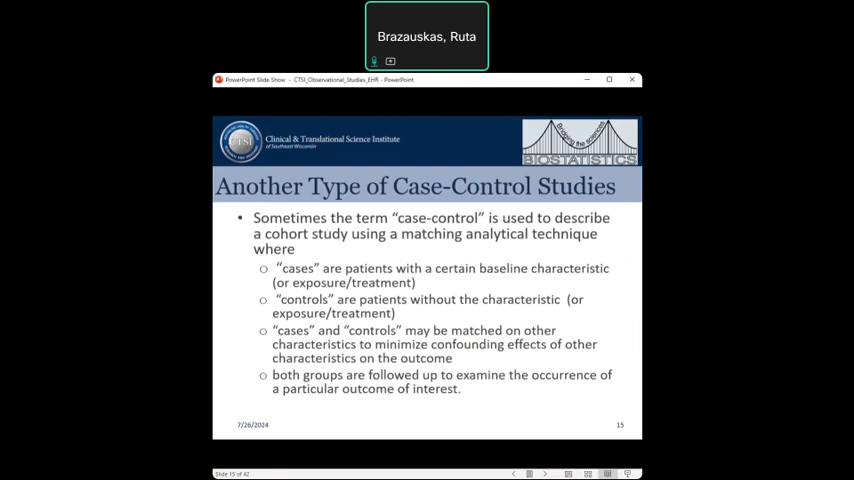 Brazauskas, Ruta
PowerPoint Slide Show - CTSI_Observational_Studies_EHR - PowerPoint
CTSI
Clinical & Translational Science Institute
of Southeast Wisconsin
Bridging the Sciences
BIOSTATISTICS
Another Type of Case-Control Studies
• Sometimes the term “case-control” is used to describe
a cohort study using a matching analytical technique
where
o “cases” are patients with a certain baseline characteristic
(or exposure/treatment)
o “controls” are patients without the characteristic (or
exposure/treatment)
o “cases” and “controls” may be matched on other
characteristics to minimize confounding effects of other
characteristics on the outcome
o both groups are followed up to examine the occurrence of
a particular outcome of interest.
7/26/2024
15
Slide 15 of 42